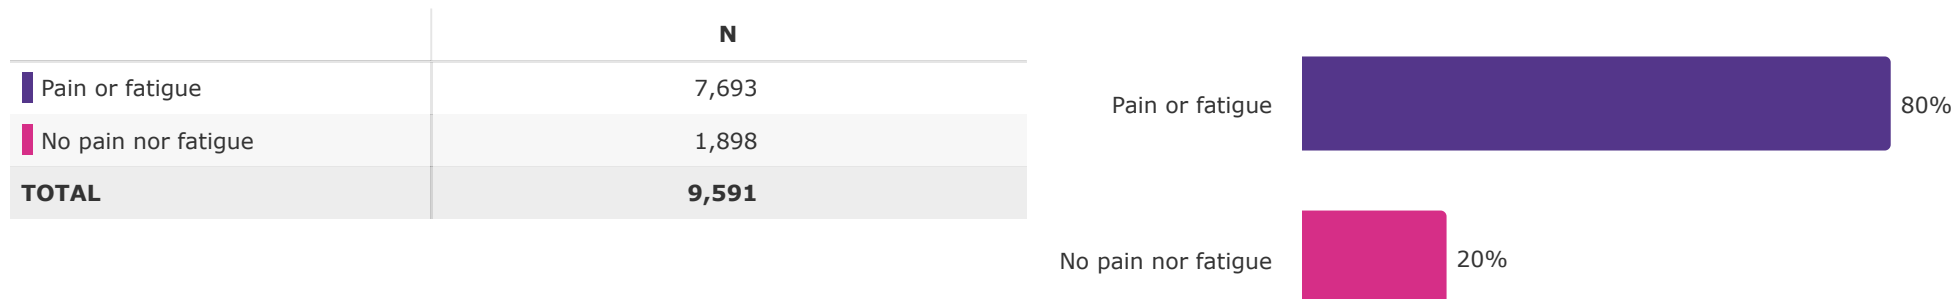 N
Pain or fatigue 7,693
No pain nor fatigue 1,898
TOTAL 9,591
Pain or fatigue 80%
No pain nor fatigue 20%